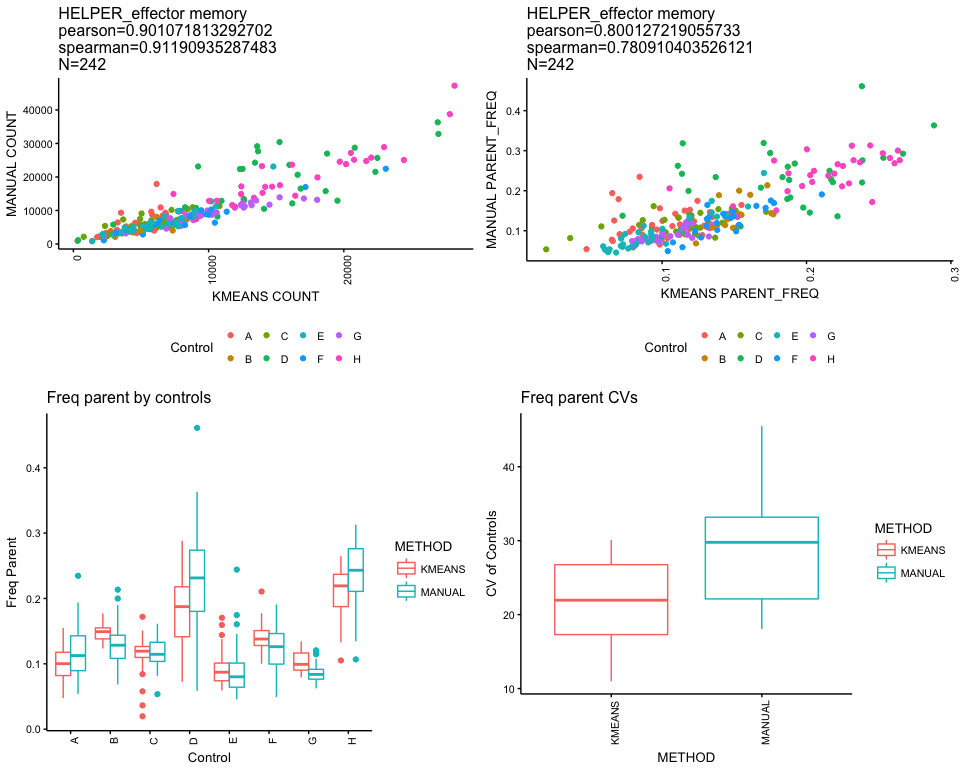 HELPER_effector memory
pearson=0.901071813292702
spearman=0.91190935287483
N=242
MANUAL COUNT
40000
30000
20000
10000
0
0
10000
20000
KMEANS COUNT
Control
A
C
E
G
B
D
F
H
HELPER_effector memory
pearson=0.800127219055733
spearman=0.780910403526121
N=242
MANUAL PARENT_FREQ
0.4
0.3
0.2
0.1
0.1
0.2
0.3
KMEANS PARENT_FREQ
Control
A
C
E
G
B
D
F
H
Freq parent by controls
Freq Parent
0.4
0.3
0.2
0.1
0.0
A
B
C
D
E
F
G
H
Control
METHOD
KMEANS
MANUAL
Freq parent CVs
CV of Controls
40
30
20
10
KMEANS
MANUAL
METHOD
METHOD
KMEANS
MANUAL